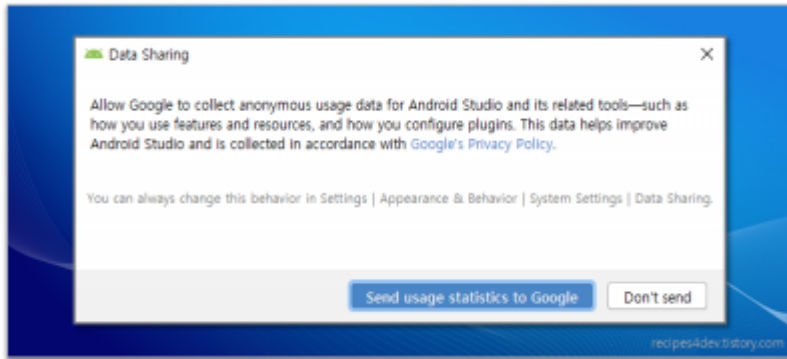 Data Sharing
Allow Google to collect anonymous usage data for Android Studio and its related tools—such as
how you use features and resources, and how you configure plugins. This data helps improve
Android Studio and is collected in accordance with Google's Privacy Policy.
You can always change this behavior in Settings | Appearance & Behavior | System Settings | Data Sharing.
Send usage statistics to Google
Don't send
recipes4dev.tistory.com